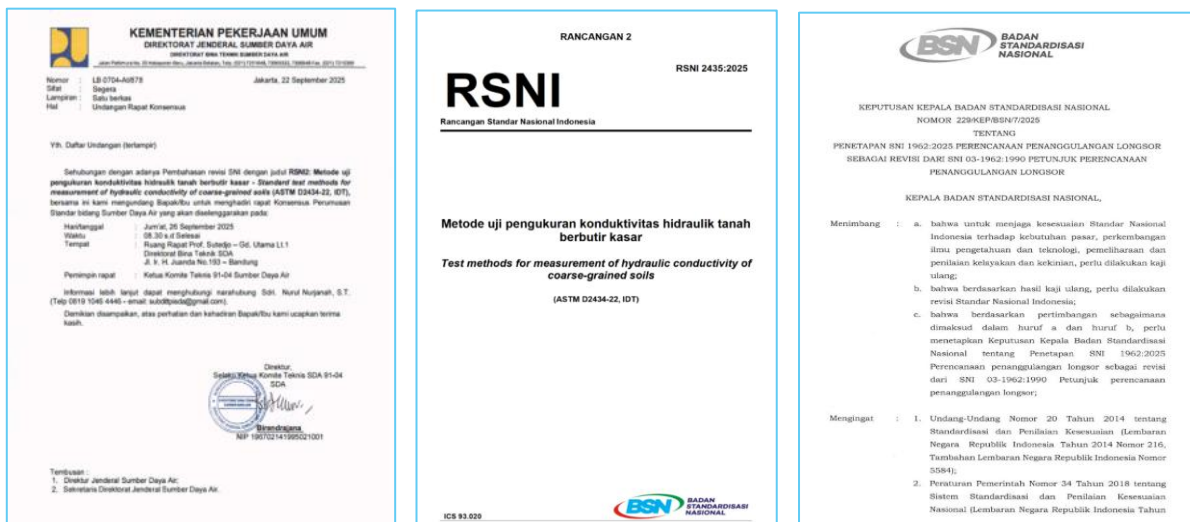 KEMENTERIAN PEKERJAAN UMUM
DIREKTORAT JENDERAL SUMBER DAYA AIR
DIREKTORAT BINA TEKNIK SUMBER DAYA AIR
Nomor : LB 0704-At/878
Jakarta, 22 September 2025
Sifat : Segera
Lampiran : Satu berkas
Hal : Undangan Rapat Konsensus
Yth. Daftar Undangan (terlampir)
Sehubungan dengan adanya Pembahasan revisi SNI dengan judul RSNI2: Metode uji
pengukuran konduktivitas hidraulik tanah berbutir kasar - Standard test methods for
measurement of hydraulic conductivity of coarse-grained soils (ASTM D2434-22, IDT),
bersama ini kami mengundang Bapak/Ibu untuk menghadiri rapat Konsensus Perumusan
Standar bidang Sumber Daya Air yang akan diselenggarakan pada:
Hari/tanggal : Jum'at, 26 September 2025
Waktu : 08.30 s.d Selesai
Tempat : Ruang Rapat Prof. Sutedjo – Gd. Utama Lt.1
Direktorat Bina Teknik SDA
Jl. Ir. H. Juanda No.193 – Bandung
Pemimpin rapat : Ketua Komite Teknis 91-04 Sumber Daya Air
Informasi lebih lanjut dapat menghubungi narahubung Sdri. Nurul Nurjanah, S.T.
(Telp 0819 1045 4446 – email:
Demikian disampaikan, atas perhatian dan kehadiran Bapak/Ibu kami ucapkan terima
kasih.
Direktur,
Selaku Ketua Komite Teknis SDA 91-04
SDA
Birendrajana
NIP 196702141995021001
Tembusan :
1. Direktur Jenderal Sumber Daya Air;
2. Sekretaris Direktorat Jenderal Sumber Daya Air.
RANCANGAN 2
RSNI 2435:2025
RSNI
Rancangan Standar Nasional Indonesia
Metode uji pengukuran konduktivitas hidraulik tanah
berbutir kasar
Test methods for measurement of hydraulic conductivity of
coarse-grained soils
(ASTM D2434-22, IDT)
ICS 93.020
BSN BADAN
STANDARDISASI
NASIONAL
BSN BADAN
STANDARDISASI
NASIONAL
KEPUTUSAN KEPALA BADAN STANDARDISASI NASIONAL
NOMOR 229/KEP/BSN/7/2025
TENTANG
PENETAPAN SNI 1962:2025 PERENCANAAN PENANGGULANGAN LONGSOR
SEBAGAI REVISI DARI SNI 03-1962:1990 PETUNJUK PERENCANAAN
PENANGGULANGAN LONGSOR
KEPALA BADAN STANDARDISASI NASIONAL,
Menimbang : a. bahwa untuk menjaga kesesuaian Standar Nasional
Indonesia terhadap kebutuhan pasar, perkembangan
ilmu pengetahuan dan teknologi, pemeliharaan dan
penilaian kelayakan dan kekinian, perlu dilakukan kaji
ulang;
b. bahwa berdasarkan hasil kaji ulang, perlu dilakukan
revisi Standar Nasional Indonesia;
c. bahwa berdasarkan pertimbangan sebagaimana
dimaksud dalam huruf a dan huruf b, perlu
menetapkan Keputusan Kepala Badan Standardisasi
Nasional tentang Penetapan SNI 1962:2025
Perencanaan penanggulangan longsor sebagai revisi
dari SNI 03-1962:1990 Petunjuk perencanaan
penanggulangan longsor;
Mengingat : 1. Undang-Undang Nomor 20 Tahun 2014 tentang
Standardisasi dan Penilaian Kesesuaian (Lembaran
Negara Republik Indonesia Tahun 2014 Nomor 216,
Tambahan Lembaran Negara Republik Indonesia Nomor
5584);
2. Peraturan Pemerintah Nomor 34 Tahun 2018 tentang
Sistem Standardisasi dan Penilaian Kesesuaian
Nasional (Lembaran Negara Republik Indonesia Tahun